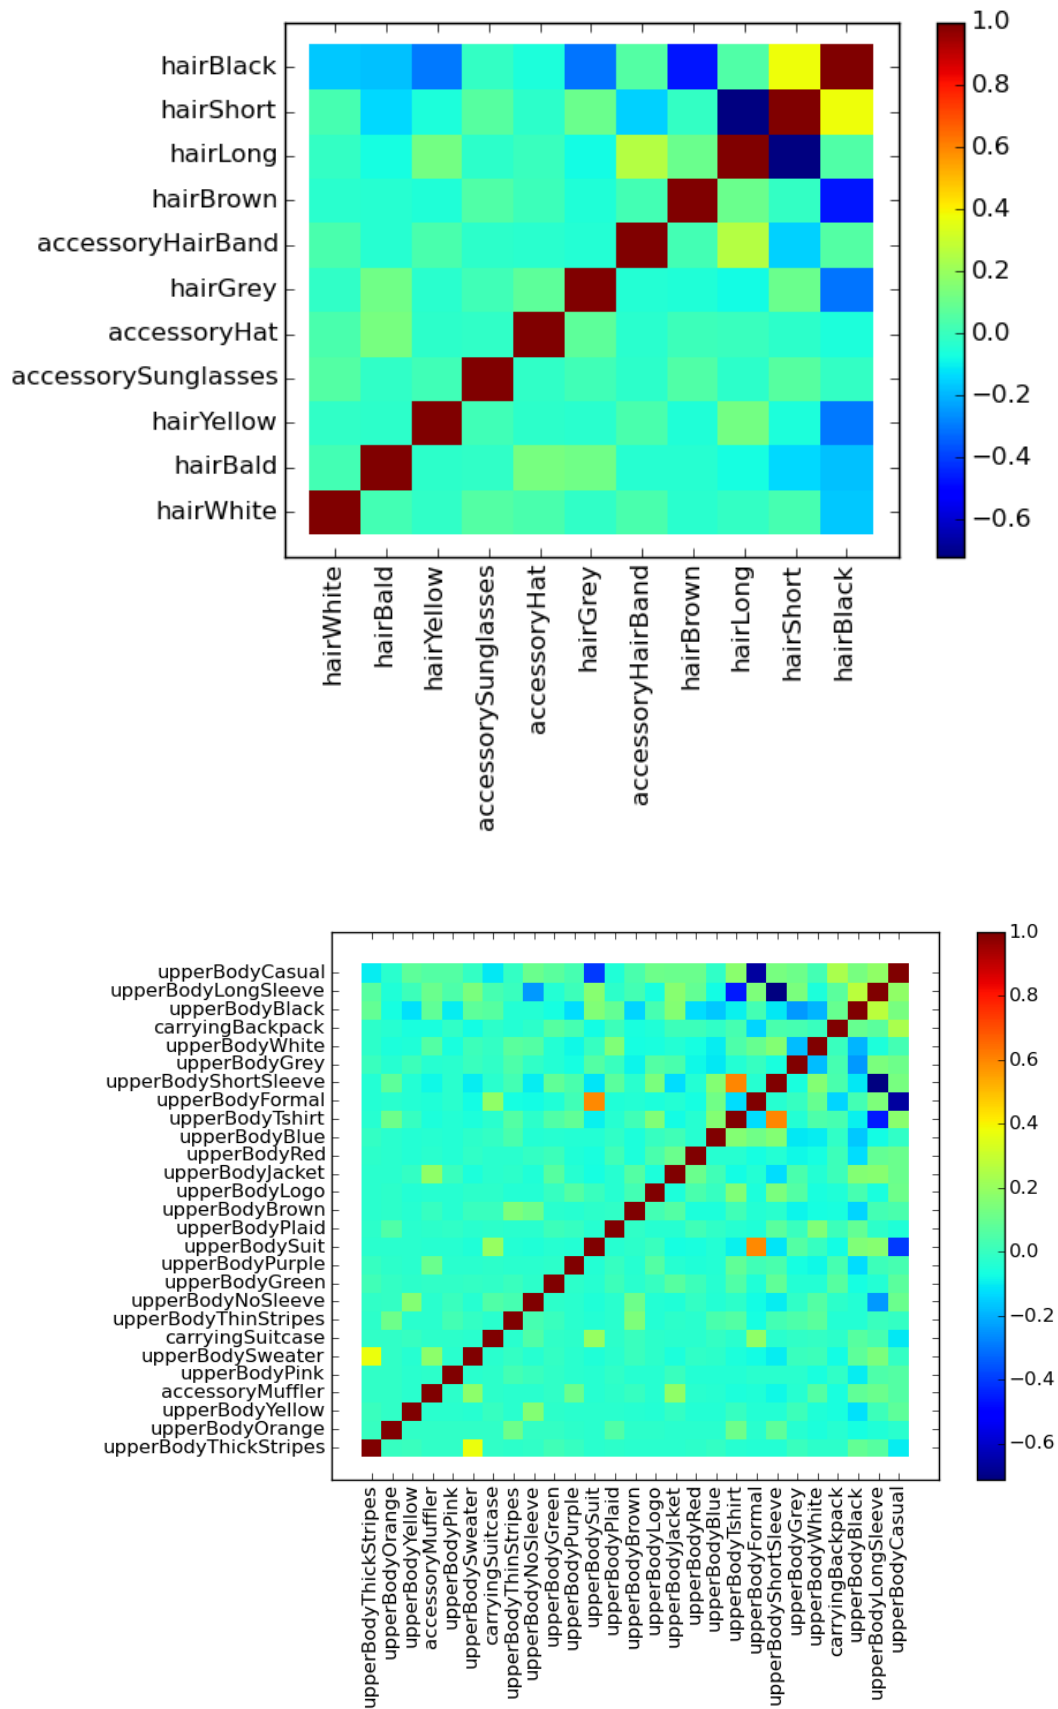 hairBlack
hairShort
hairLong
hairBrown
accessoryHairBand
hairGrey
accessoryHat
accessorySunglasses
hairYellow
hairBald
hairWhite
hairWhite
hairBald
hairYellow
accessorySunglasses
accessoryHat
hairGrey
accessoryHairBand
hairBrown
hairLong
hairShort
hairBlack
1.0
0.8
0.6
0.4
0.2
0.0
−0.2
−0.4
−0.6
upperBodyCasual
upperBodyLongSleeve
upperBodyBlack
carryingBackpack
upperBodyWhite
upperBodyGrey
upperBodyShortSleeve
upperBodyFormal
upperBodyTshirt
upperBodyBlue
upperBodyRed
upperBodyJacket
upperBodyLogo
upperBodyBrown
upperBodyPlaid
upperBodySuit
upperBodyPurple
upperBodyGreen
upperBodyNoSleeve
upperBodyThinStripes
carryingSuitcase
upperBodySweater
upperBodyPink
accessoryMuffler
upperBodyYellow
upperBodyOrange
upperBodyThickStripes
upperBodyThickStripes
upperBodyOrange
upperBodyYellow
accessoryMuffler
upperBodyPink
upperBodySweater
carryingSuitcase
upperBodyThinStripes
upperBodyNoSleeve
upperBodyGreen
upperBodyPurple
upperBodySuit
upperBodyPlaid
upperBodyBrown
upperBodyLogo
upperBodyJacket
upperBodyRed
upperBodyBlue
upperBodyTshirt
upperBodyFormal
upperBodyShortSleeve
upperBodyGrey
upperBodyWhite
carryingBackpack
upperBodyBlack
upperBodyLongSleeve
upperBodyCasual
1.0
0.8
0.6
0.4
0.2
0.0
−0.2
−0.4
−0.6